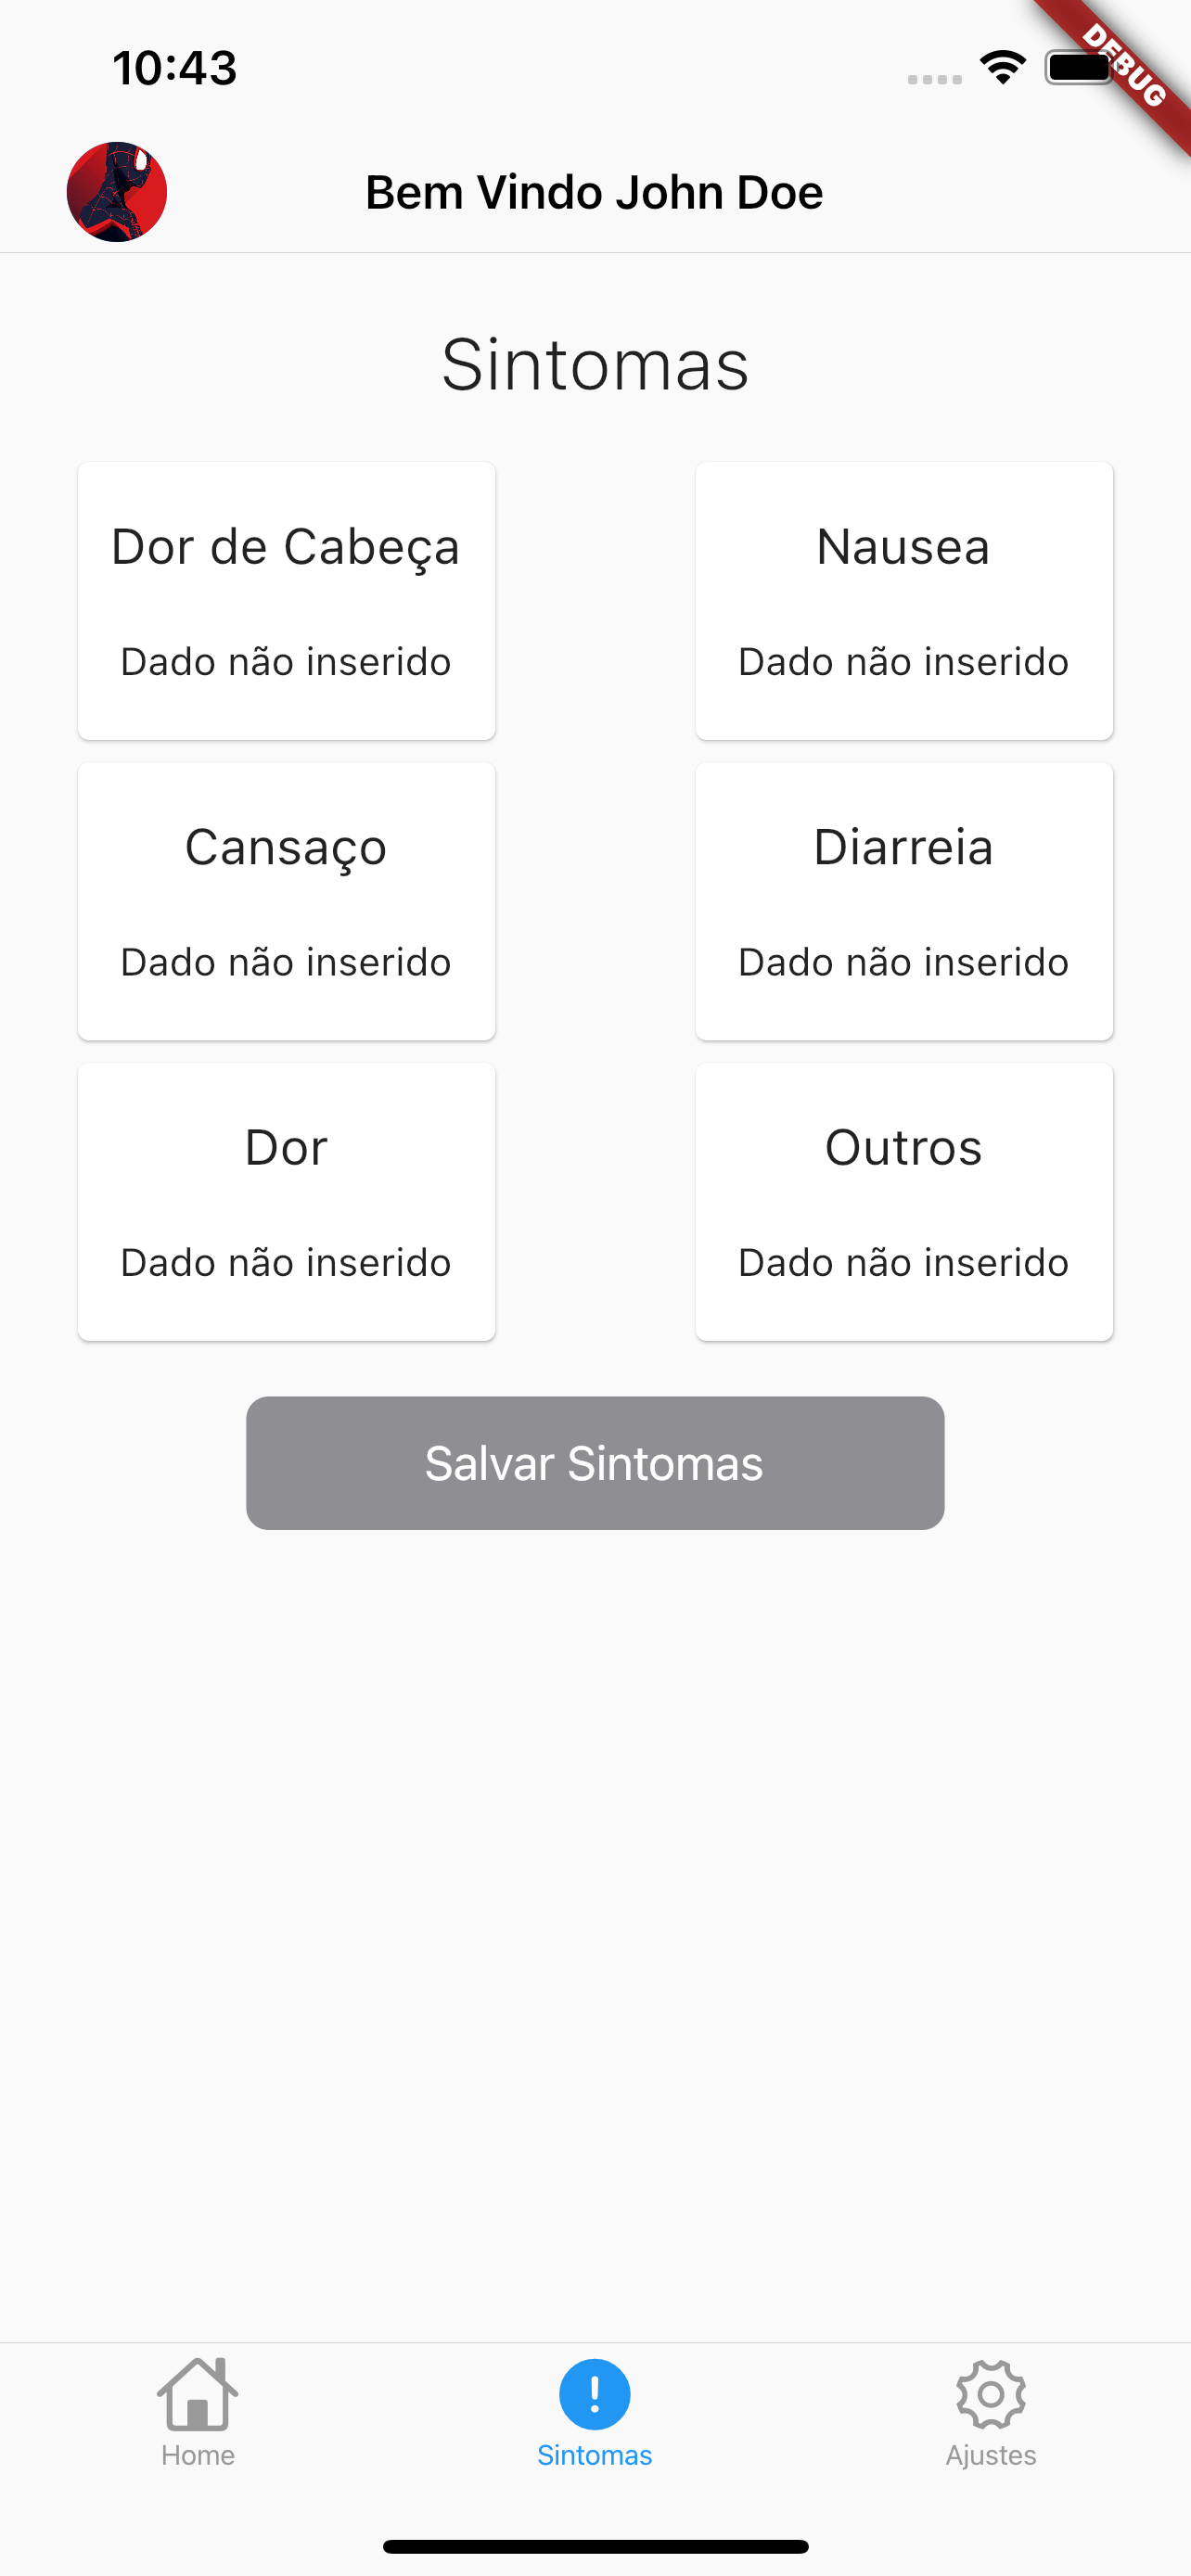 10:43
DEBUG
Bem Vindo John Doe
Sintomas
Dor de Cabeça
Dado não inserido
Nausea
Dado não inserido
Cansaço
Dado não inserido
Diarreia
Dado não inserido
Dor
Dado não inserido
Outros
Dado não inserido
Salvar Sintomas
Home
Sintomas
Ajustes